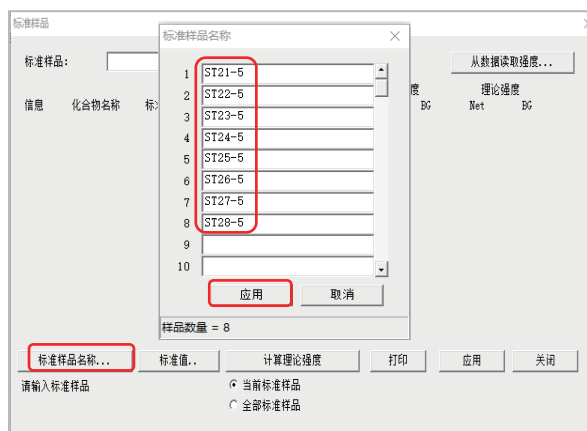 标准样品
标准样品名称
标准样品:
从数据读取强度...
度
理论强度
信息 化合物名称 标
BG Net BG
1 ST21-5
2 ST22-5
3 ST23-5
4 ST24-5
5 ST25-5
6 ST26-5
7 ST27-5
8 ST28-5
9
10
应用 取消
样品数量 = 8
标准样品名称... 标准值.. 计算理论强度 打印 应用 关闭
请输入标准样品
当前标准样品
全部标准样品